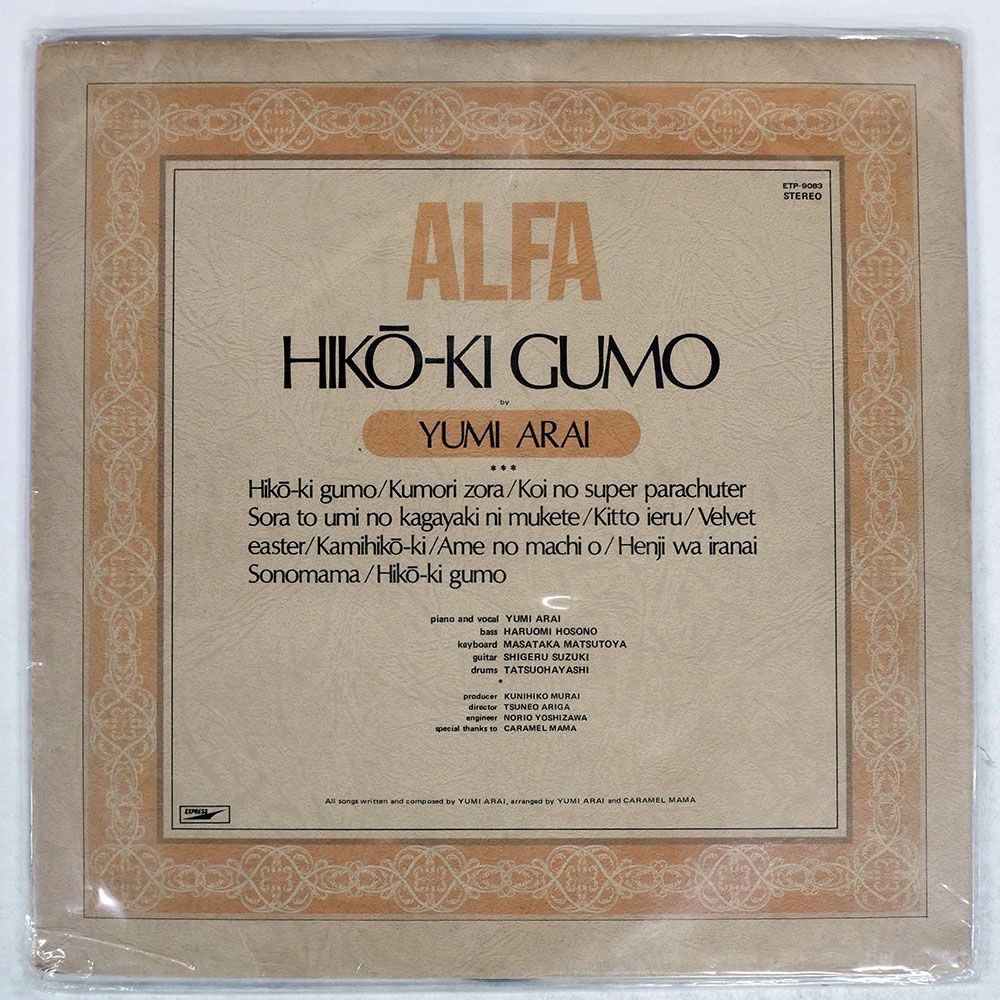 ETP-9083
STEREO
ALFA
HIKŌ-KI GUMO
by
YUMI ARAI
***
Hikō-ki gumo/Kumori zora/Koi no super parachuter
Sora to umi no kagayaki ni mukete/Kitto ieru/Velvet
easter/Kamihikō-ki/Ame no machi o/Henji wa iranai
Sonomama/Hikō-ki gumo
piano and vocal YUMI ARAI
bass HARUOMI HOSONO
keyboard MASATAKA MATSUTOYA
guitar SHIGERU SUZUKI
drums TATSUOHAYASHI
*
producer KUNIHIKO MURAI
director TSUNEO ARIGA
engineer NORIO YOSHIZAWA
special thanks to CARAMEL MAMA
All songs written and composed by YUMI ARAI, arranged by YUMI ARAI and CARAMEL MAMA
EXPRESS